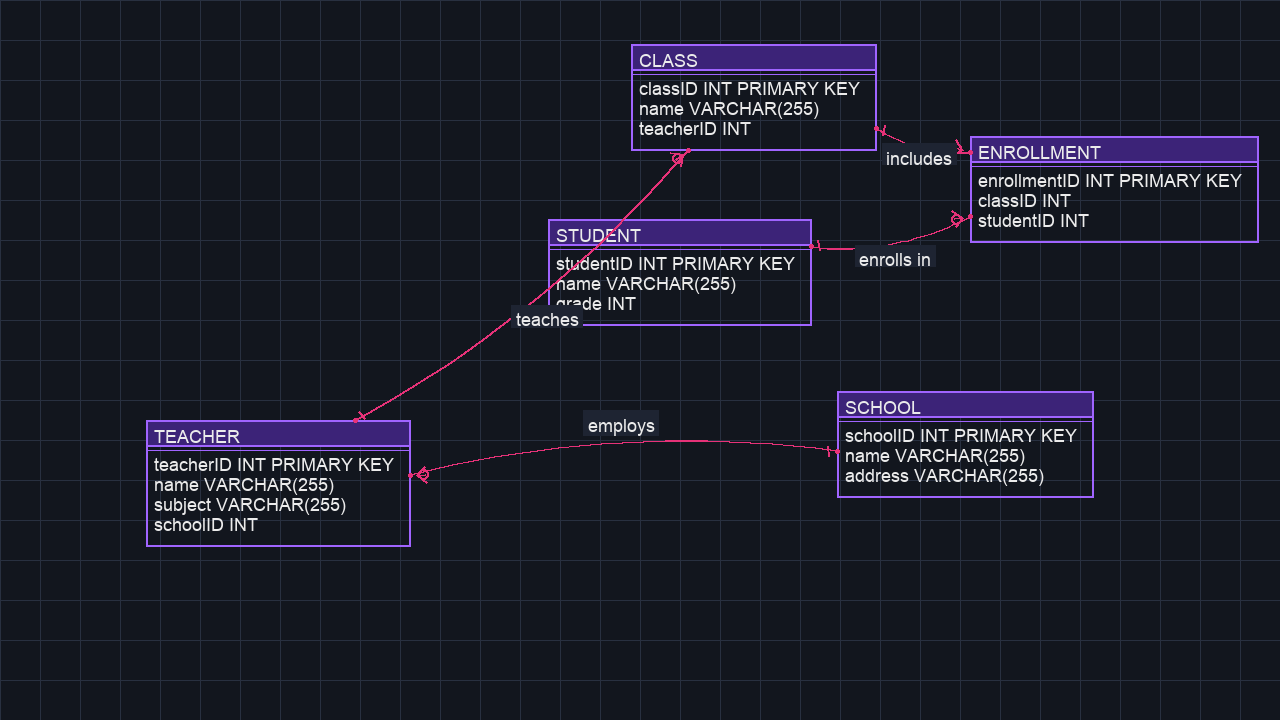 CLASS
classID INT PRIMARY KEY
name VARCHAR(255)
teacherID INT
includes
ENROLLMENT
enrollmentID INT PRIMARY KEY
classID INT
studentID INT
STUDENT
studentID INT PRIMARY KEY
name VARCHAR(255)
grade INT
enrolls in
teaches
SCHOOL
schoolID INT PRIMARY KEY
name VARCHAR(255)
address VARCHAR(255)
employs
TEACHER
teacherID INT PRIMARY KEY
name VARCHAR(255)
subject VARCHAR(255)
schoolID INT